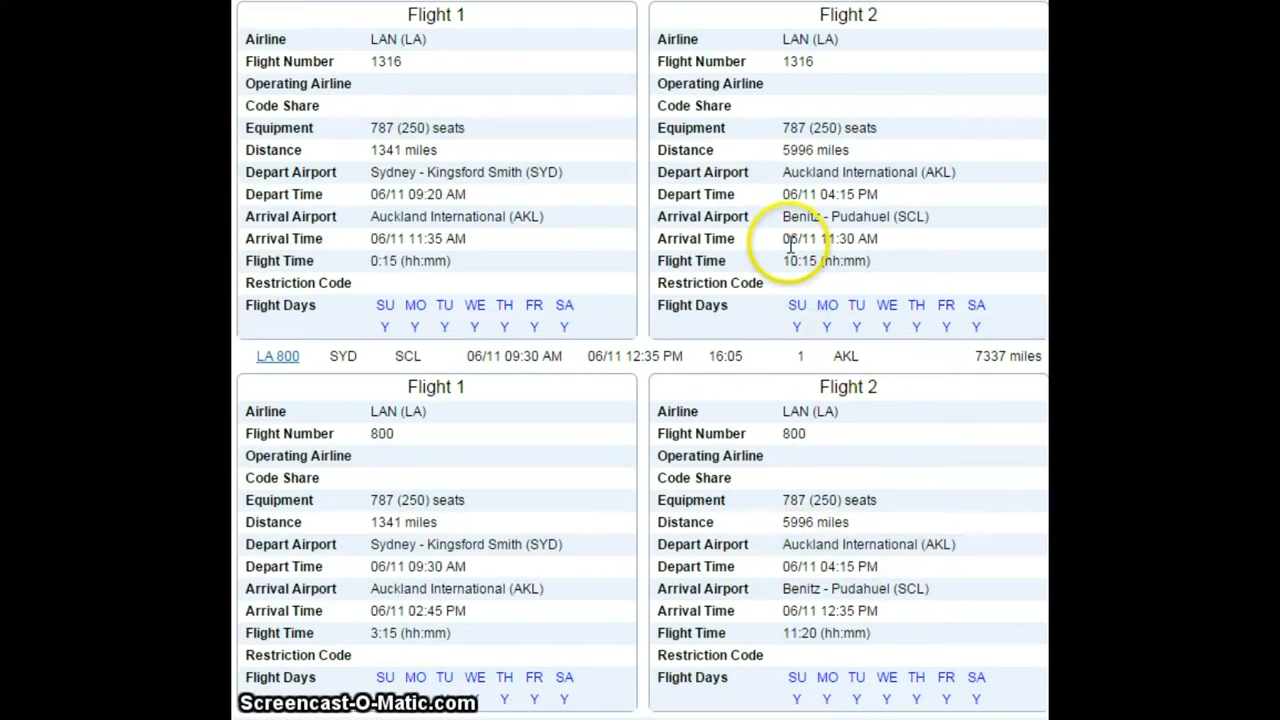 Flight 1
Airline LAN (LA)
Flight Number 1316
Operating Airline
Code Share
Equipment 787 (250) seats
Distance 1341 miles
Depart Airport Sydney - Kingsford Smith (SYD)
Depart Time 06/11 09:20 AM
Arrival Airport Auckland International (AKL)
Arrival Time 06/11 11:35 AM
Flight Time 0:15 (hh:mm)
Restriction Code
Flight Days SU MO TU WE TH FR SA
Y Y Y Y Y Y Y
Flight 2
Airline LAN (LA)
Flight Number 1316
Operating Airline
Code Share
Equipment 787 (250) seats
Distance 5996 miles
Depart Airport Auckland International (AKL)
Depart Time 06/11 04:15 PM
Arrival Airport Benitz - Pudahuel (SCL)
Arrival Time 06/11 11:30 AM
Flight Time 10:15 (hh:mm)
Restriction Code
Flight Days SU MO TU WE TH FR SA
Y Y Y Y Y Y Y
LA 800 SYD SCL 06/11 09:30 AM 06/11 12:35 PM 16:05 1 AKL 7337 miles
Flight 1
Airline LAN (LA)
Flight Number 800
Operating Airline
Code Share
Equipment 787 (250) seats
Distance 1341 miles
Depart Airport Sydney - Kingsford Smith (SYD)
Depart Time 06/11 09:30 AM
Arrival Airport Auckland International (AKL)
Arrival Time 06/11 02:45 PM
Flight Time 3:15 (hh:mm)
Restriction Code
Flight Days SU MO TU WE TH FR SA
Y Y Y Y
Screencast-O-Matic.com
Flight 2
Airline LAN (LA)
Flight Number 800
Operating Airline
Code Share
Equipment 787 (250) seats
Distance 5996 miles
Depart Airport Auckland International (AKL)
Depart Time 06/11 04:15 PM
Arrival Airport Benitz - Pudahuel (SCL)
Arrival Time 06/11 12:35 PM
Flight Time 11:20 (hh:mm)
Restriction Code
Flight Days SU MO TU WE TH FR SA
Y Y Y Y Y Y Y